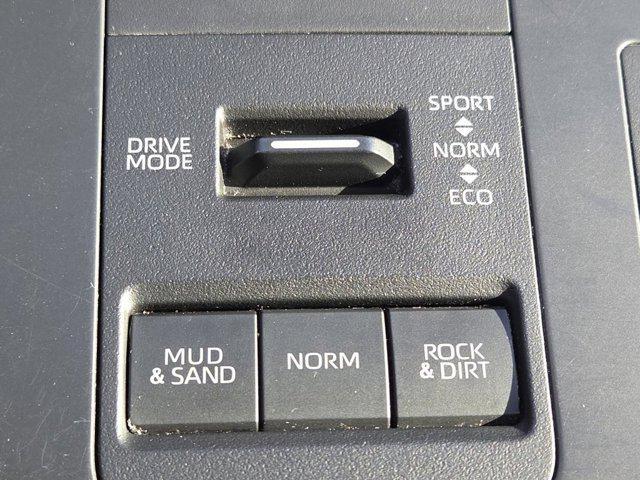 DRIVE
MODE
SPORT
NORM
ECO
MUD
& SAND
NORM
ROCK
& DIRT